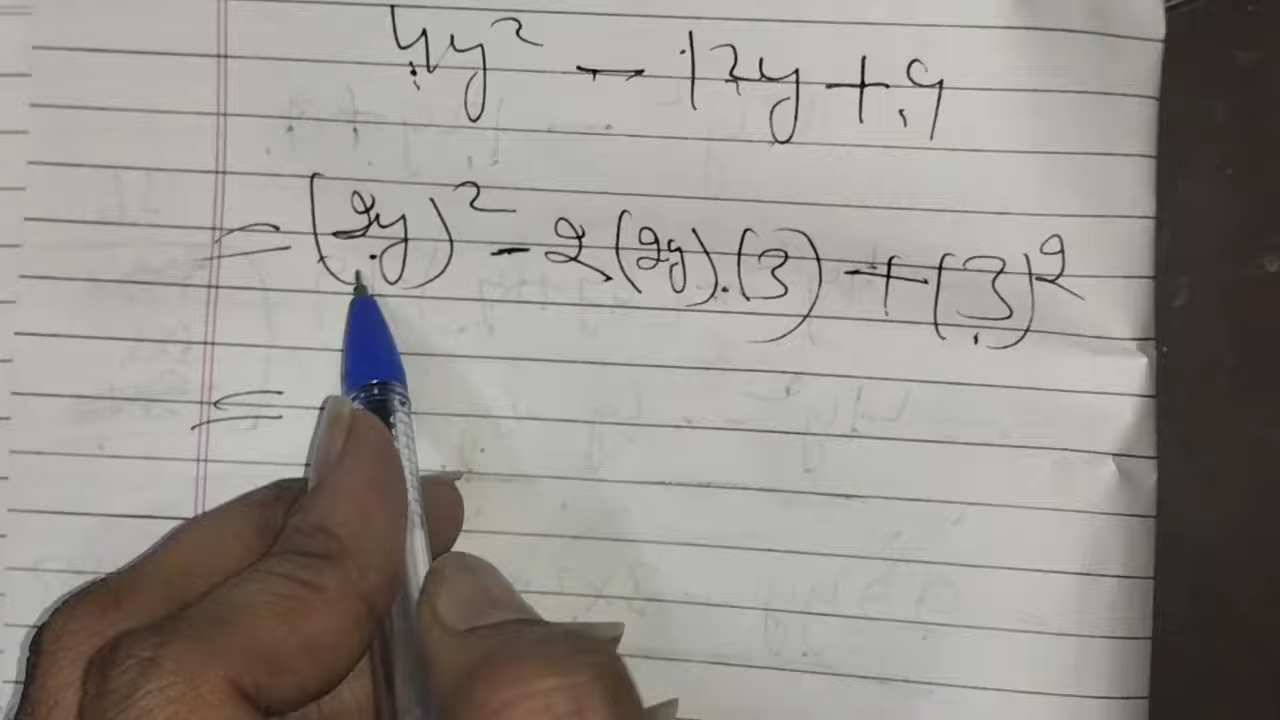 4y² - 12y + 9
= (2y)² - 2(2y).(3) + (3)²
=